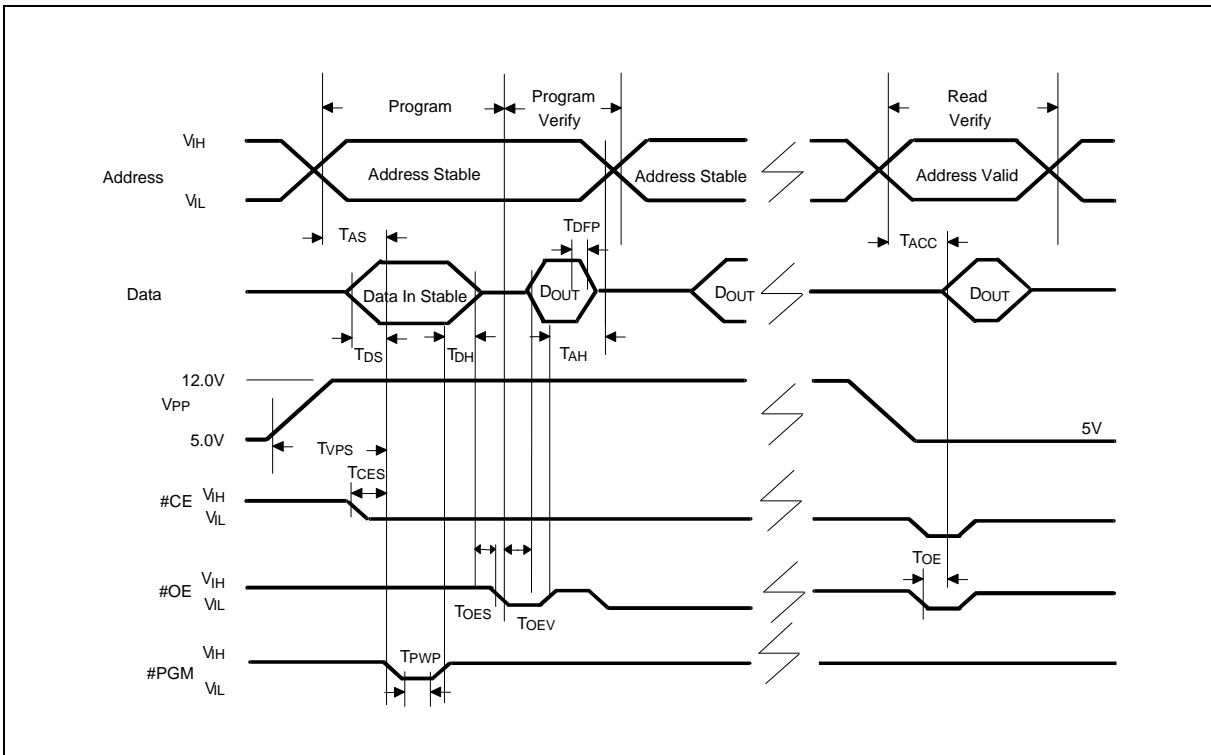 Program
Program
Verify
Read
Verify
VIH
Address
VIL
Address Stable
Address Stable
Address Valid
TAS
TDFP
TACC
Data
Data In Stable
DOUT
DOUT
DOUT
TDS
TDH
TAH
12.0V
VPP
5.0V
5V
TVPS
TCES
#CE
VIH
VIL
TOE
#OE
VIH
VIL
TOES
TOEV
#PGM
VIH
VIL
TPWP